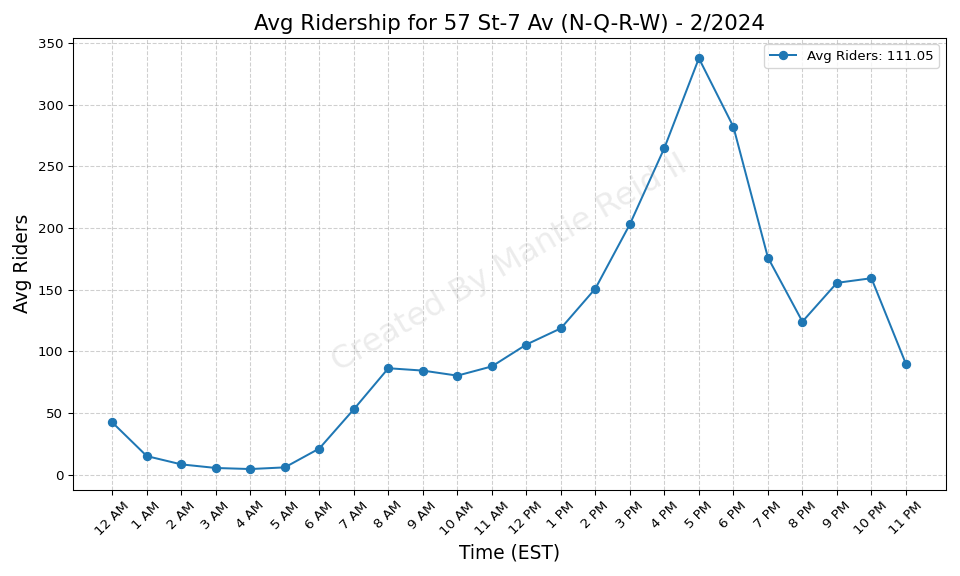 Avg Ridership for 57 St-7 Av (N-Q-R-W) - 2/2024
Avg Riders: 111.05
Avg Riders
350
300
250
200
150
100
50
0
Created By Mantle Reid II
12 AM
1 AM
2 AM
3 AM
4 AM
5 AM
6 AM
7 AM
8 AM
9 AM
10 AM
11 AM
12 PM
1 PM
2 PM
3 PM
4 PM
5 PM
6 PM
7 PM
8 PM
9 PM
10 PM
11 PM
Time (EST)